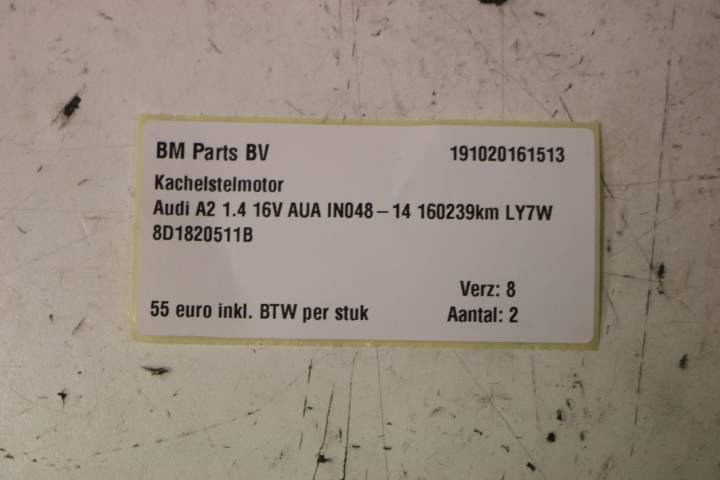 BM Parts BV 191020161513
Kachelstelmotor
Audi A2 1.4 16V AUA IN048-14 160239km LY7W
8D1820511B
Verz: 8
55 euro inkl. BTW per stuk Aantal: 2